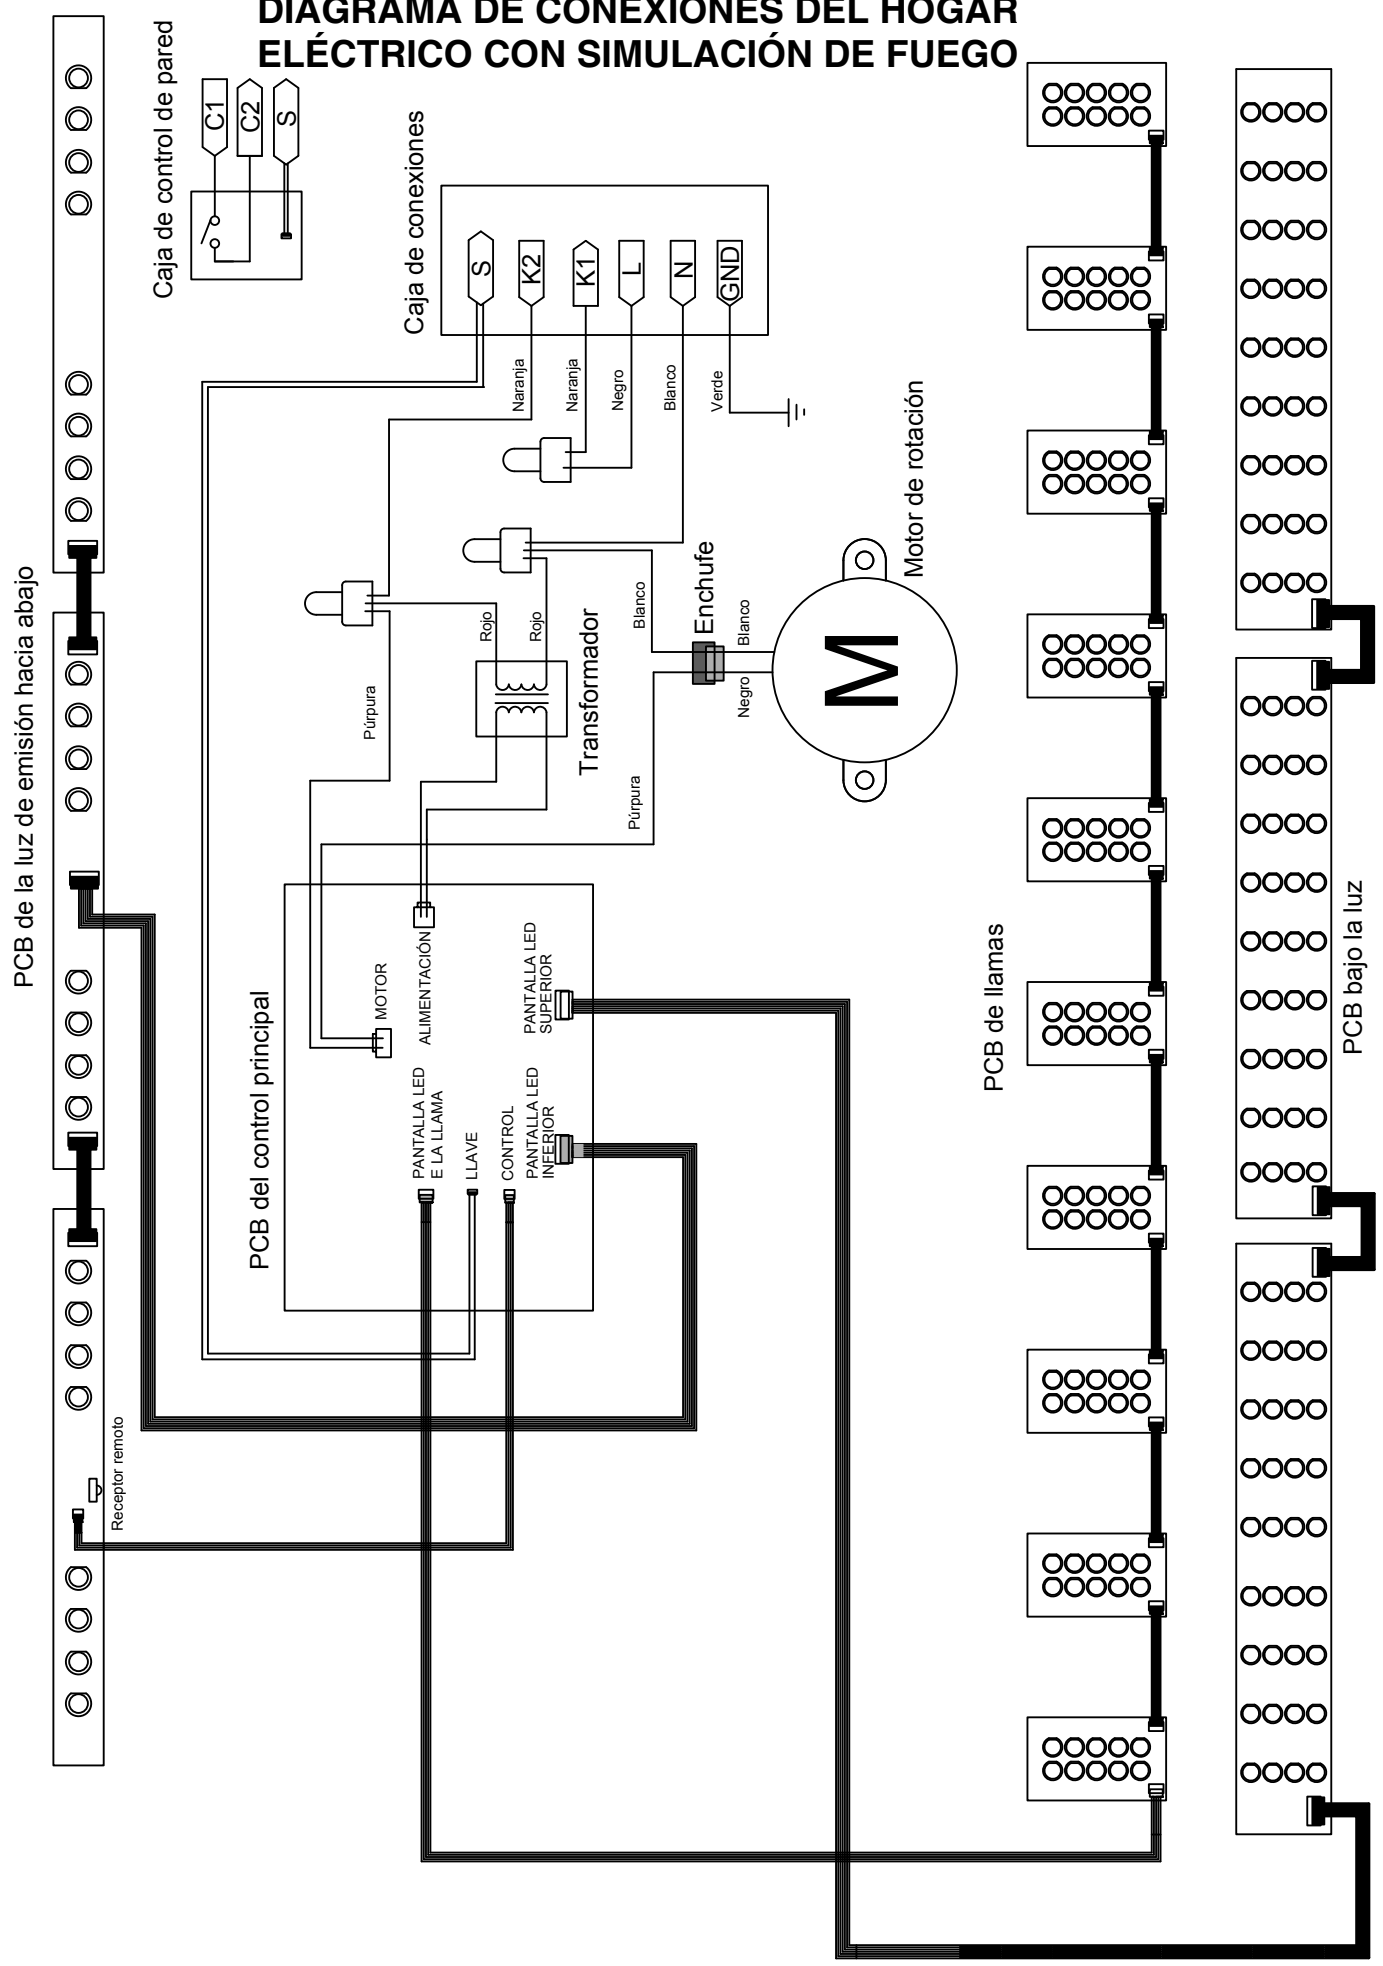 DIAGRAMA DE CONEXIONES DEL HOGAR
ELÉCTRICO CON SIMULACIÓN DE FUEGO
PCB de la luz de emisión hacia abajo
Receptor remoto
Caja de control de pared
C1
C2
S
Caja de conexiones
S
K2
K1
L
N
GND
Naranja
Naranja
Negro
Blanco
Verde
Púrpura
Rojo
Rojo
Transformador
Blanco
Púrpura
Enchufe
Blanco
Negro
Motor de rotación
M
PCB del control principal
MOTOR
ALIMENTACIÓN
PANTALLA LED
SUPERIOR
PANTALLA LED
E LA LLAMA
LLAVE
CONTROL
PANTALLA LED
INFERIOR
PCB de llamas
PCB bajo la luz